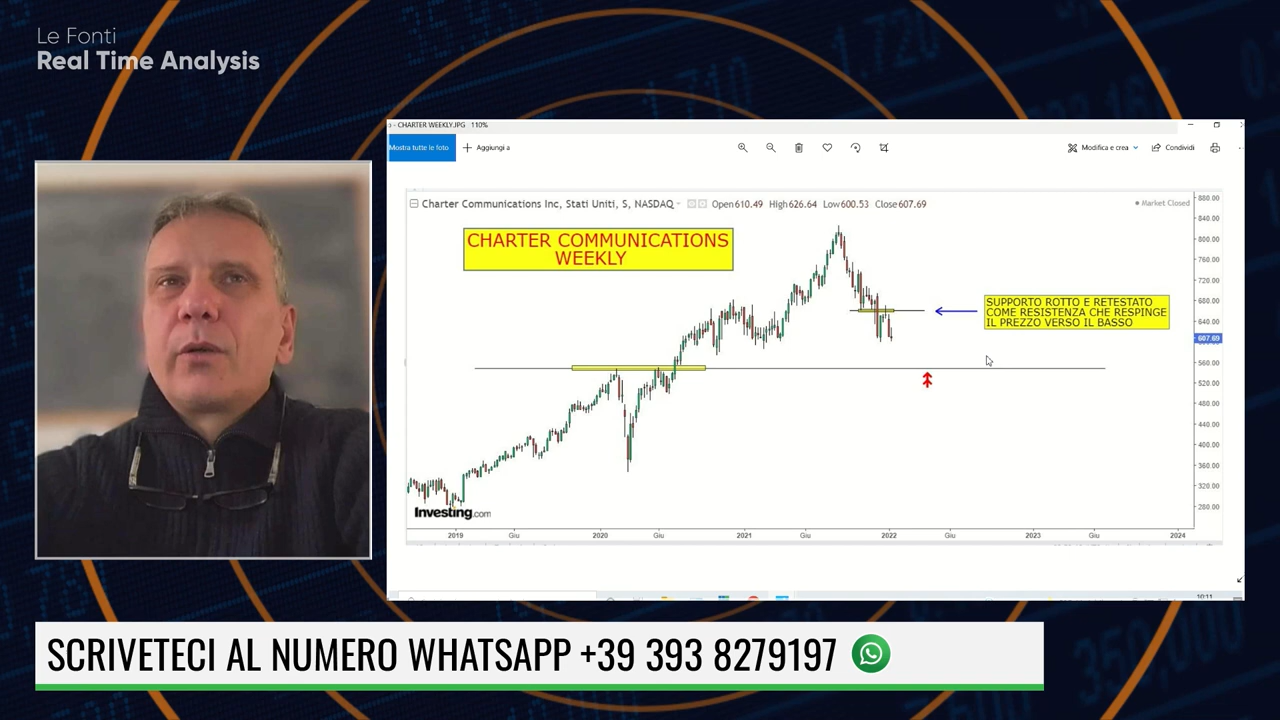 Le Fonti
Real Time Analysis
- CHARTER WEEKLY.JPG 110%
Mostra tutte le foto
Aggiungi a
Modifica e crea
Condividi
Charter Communications Inc, Stati Uniti, S, NASDAQ Open 610.49 High 626.64 Low 600.53 Close 607.69
Market Closed
CHARTER COMMUNICATIONS
WEEKLY
SUPPORTO ROTTO E RETESTATO
COME RESISTENZA CHE RESPINGE
IL PREZZO VERSO IL BASSO
880.00
840.00
800.00
760.00
720.00
680.00
640.00
607.69
560.00
520.00
480.00
440.00
400.00
360.00
320.00
280.00
Investing.com
2019 Giu 2020 Giu 2021 Giu 2022 Giu 2023 Giu 2024
10:11
SCRIVETECI AL NUMERO WHATSAPP +39 393 8279197